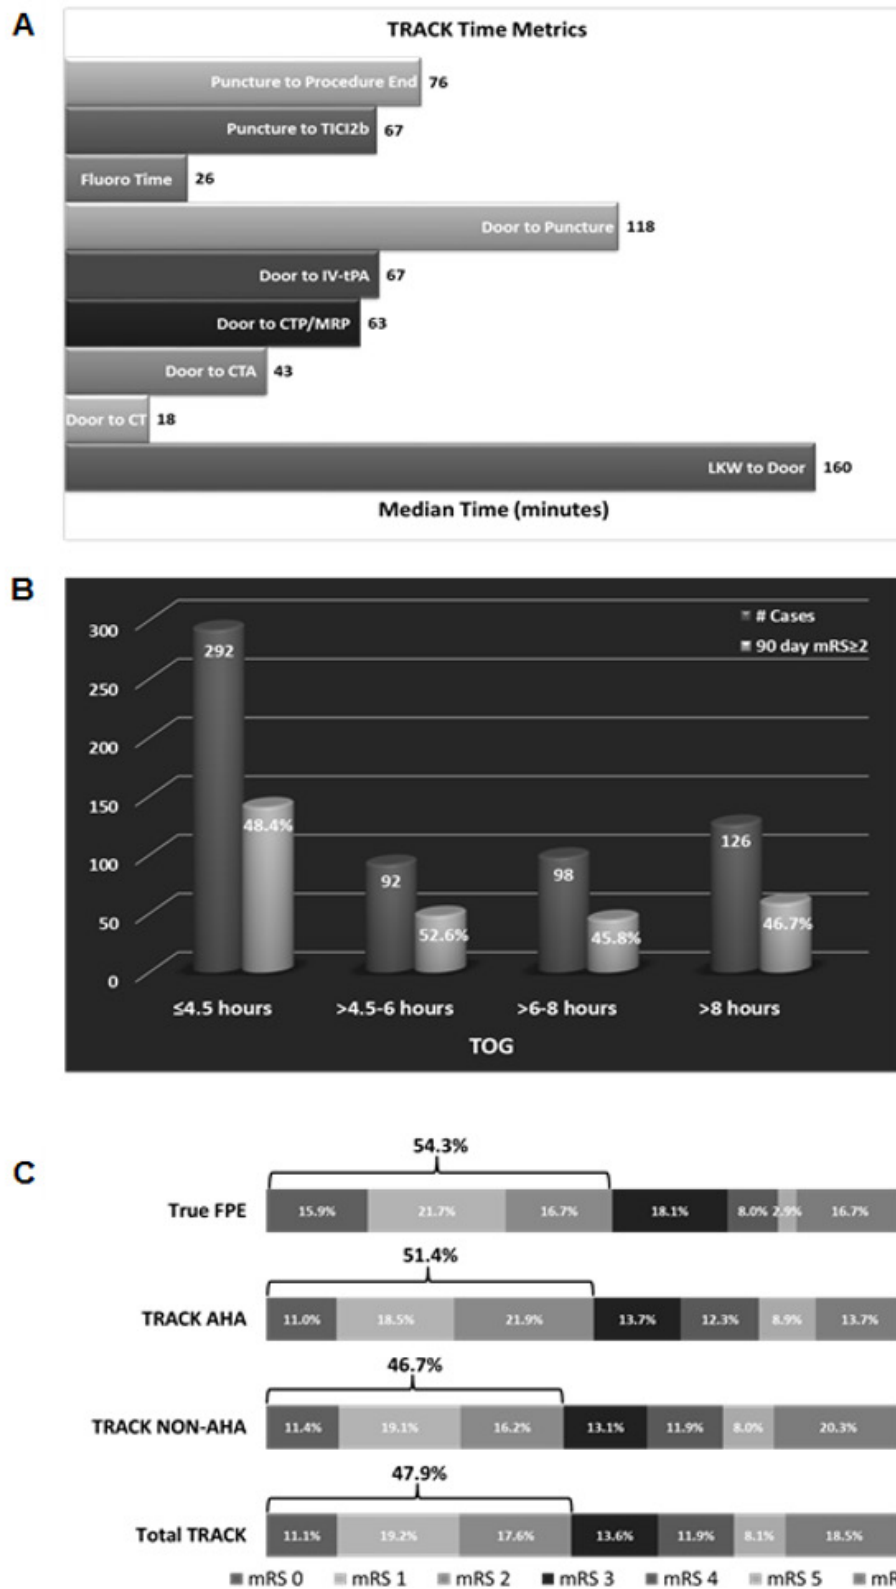 A
TRACK Time Metrics
Puncture to Procedure End 76
Puncture to TICI2b 67
Fluoro Time 26
Door to Puncture 118
Door to IV-tPA 67
Door to CTP/MRP 63
Door to CTA 43
Door to CT 18
LKW to Door 160
Median Time (minutes)
B
# Cases
90 day mRS≥2
300
250
200
150
100
50
0
292
48.4%
92
52.6%
98
45.8%
126
46.7%
≤4.5 hours >4.5-6 hours >6-8 hours >8 hours
TOG
C
54.3%
True FPE 15.9% 21.7% 16.7% 18.1% 8.0% 2.9% 16.7%
51.4%
TRACK AHA 11.0% 18.5% 21.9% 13.7% 12.3% 8.9% 13.7%
46.7%
TRACK NON-AHA 11.4% 19.1% 16.2% 13.1% 11.9% 8.0% 20.3%
47.9%
Total TRACK 11.1% 19.2% 17.6% 13.6% 11.9% 8.1% 18.5%
mRS 0 mRS 1 mRS 2 mRS 3 mRS 4 mRS 5